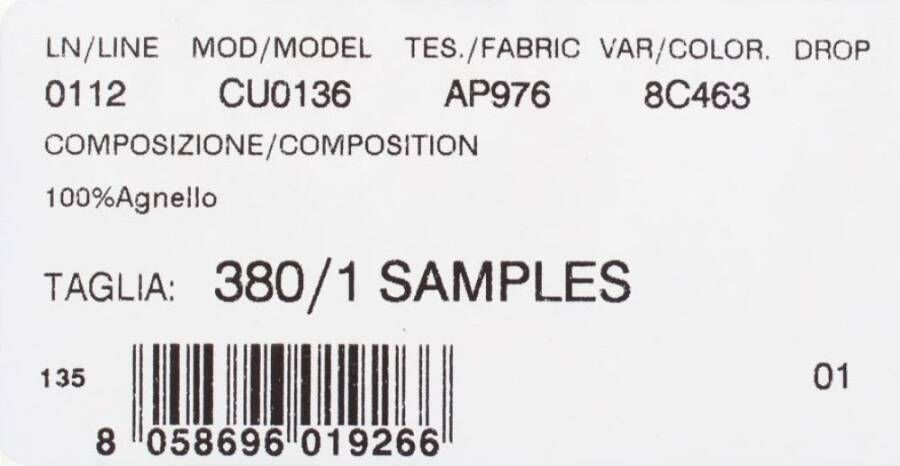 LN/LINE MOD/MODEL TES./FABRIC VAR/COLOR. DROP
0112 CU0136 AP976 8C463
COMPOSIZIONE/COMPOSITION
100%Agnello
TAGLIA: 380/1 SAMPLES
135 01
8 058696 019266